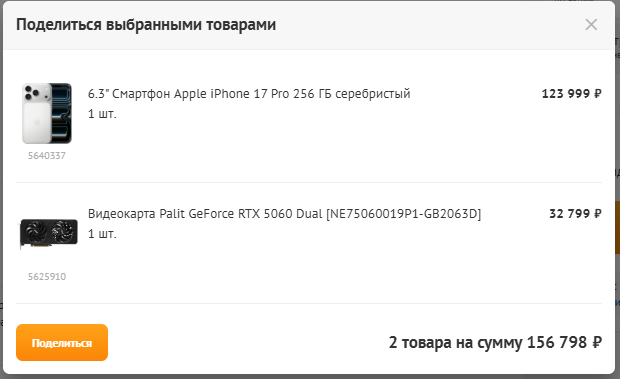 Поделиться выбранными товарами
6.3" Смартфон Apple iPhone 17 Pro 256 ГБ серебристый
123 999 ₽
1 шт.
5640337
Видеокарта Palit GeForce RTX 5060 Dual [NE75060019P1-GB2063D]
32 799 ₽
1 шт.
5625910
Поделиться
2 товара на сумму 156 798 ₽